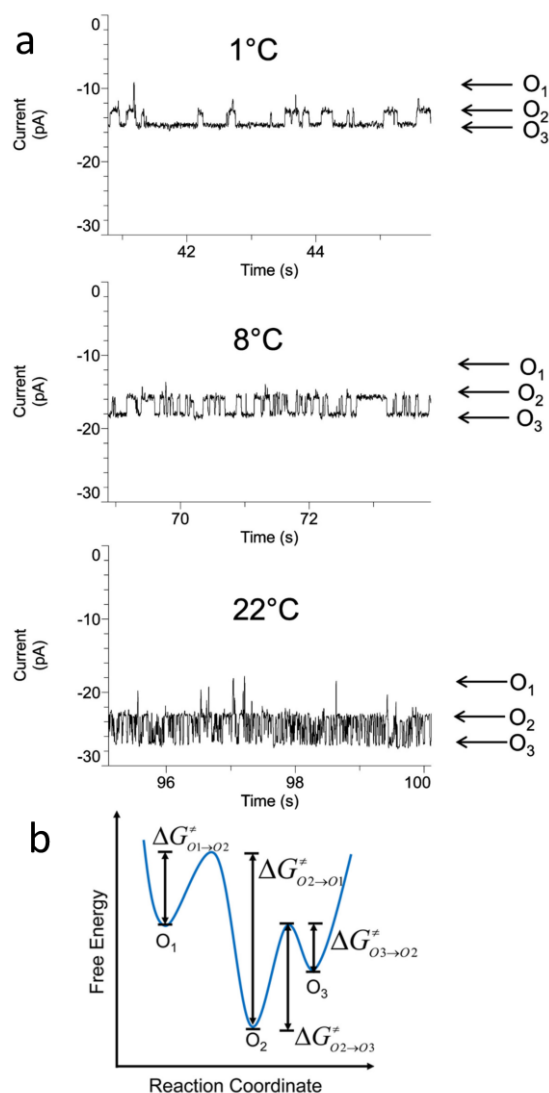 a
1°C
0
-10
-20
-30
Current
(pA)
42 44
Time (s)
O₁
O₂
O₃
8°C
0
-10
-20
-30
Current
(pA)
70 72
Time (s)
O₁
O₂
O₃
22°C
0
-10
-20
-30
Current
(pA)
96 97 98 100
Time (s)
O₁
O₂
O₃
b
ΔG≠O1→O2
ΔG≠O2→O1
ΔG≠O3→O2
ΔG≠O2→O3
O₁
O₂
O₃
Free Energy
Reaction Coordinate